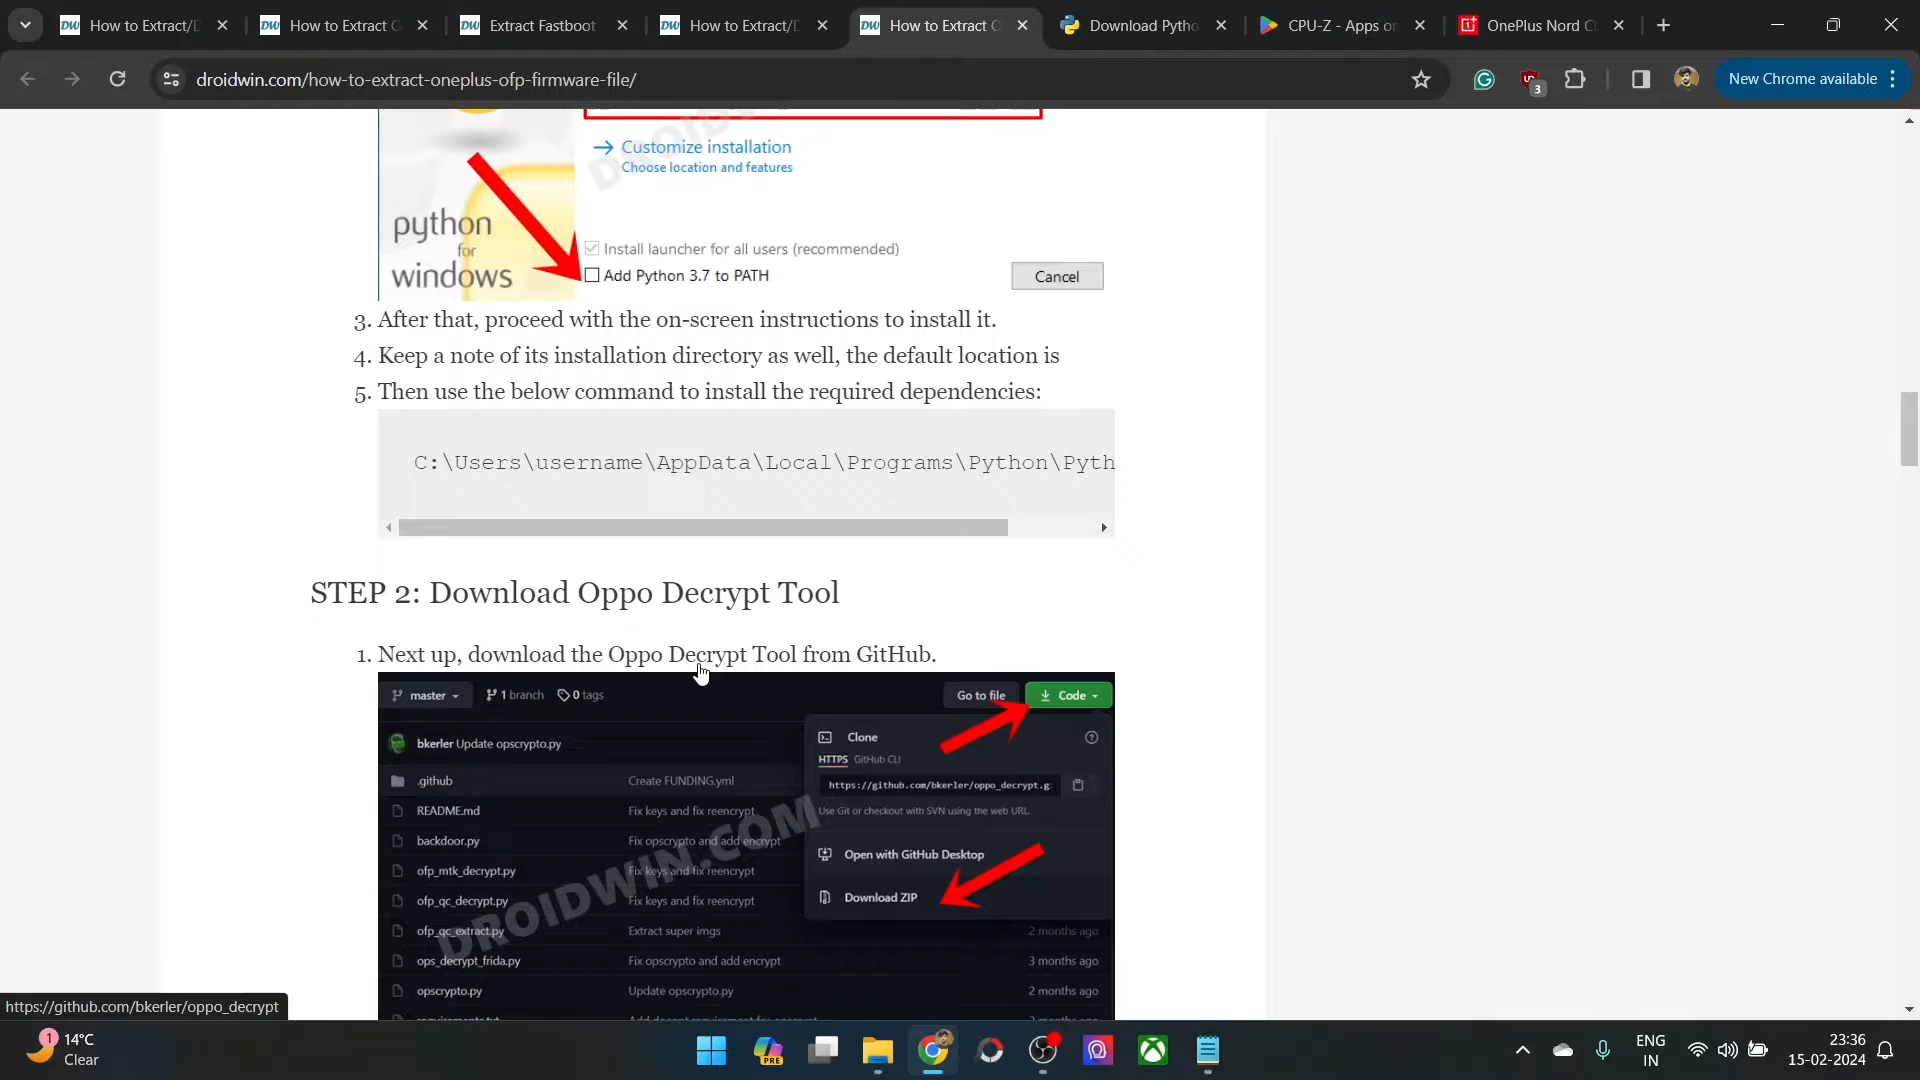 How to Extract/D
How to Extract O
Extract Fastboot
How to Extract/D
How to Extract O
Download Pytho
CPU-Z - Apps on
OnePlus Nord C
droidwin.com/how-to-extract-oneplus-ofp-firmware-file/
3
New Chrome available
Customize installation
Choose location and features
python
for
windows
Install launcher for all users (recommended)
Add Python 3.7 to PATH
Cancel
3. After that, proceed with the on-screen instructions to install it.
4. Keep a note of its installation directory as well, the default location is
5. Then use the below command to install the required dependencies:
C:\Users\username\AppData\Local\Programs\Python\Pyth
STEP 2: Download Oppo Decrypt Tool
1. Next up, download the Oppo Decrypt Tool from GitHub.
master
1 branch
0 tags
Go to file
Code
bkerler Update opscrypto.py
Clone
HTTPS GitHub CLI
https://github.com/bkerler/oppo_decrypt.g
Use Git or checkout with SVN using the web URL.
.github Create FUNDING.yml
README.md Fix keys and fix reencrypt
backdoor.py Fix opscrypto and add encrypt
Open with GitHub Desktop
ofp_mtk_decrypt.py Fix keys and fix reencrypt
Download ZIP
ofp_qc_decrypt.py Fix keys and fix reencrypt
ofp_qc_extract.py Extract super imgs 2 months ago
ops_decrypt_frida.py Fix opscrypto and add encrypt 3 months ago
opscrypto.py Update opscrypto.py 2 months ago
DROIDWIN.COM
https://github.com/bkerler/oppo_decrypt
1
14°C
Clear
PRE
ENG
IN
23:36
15-02-2024